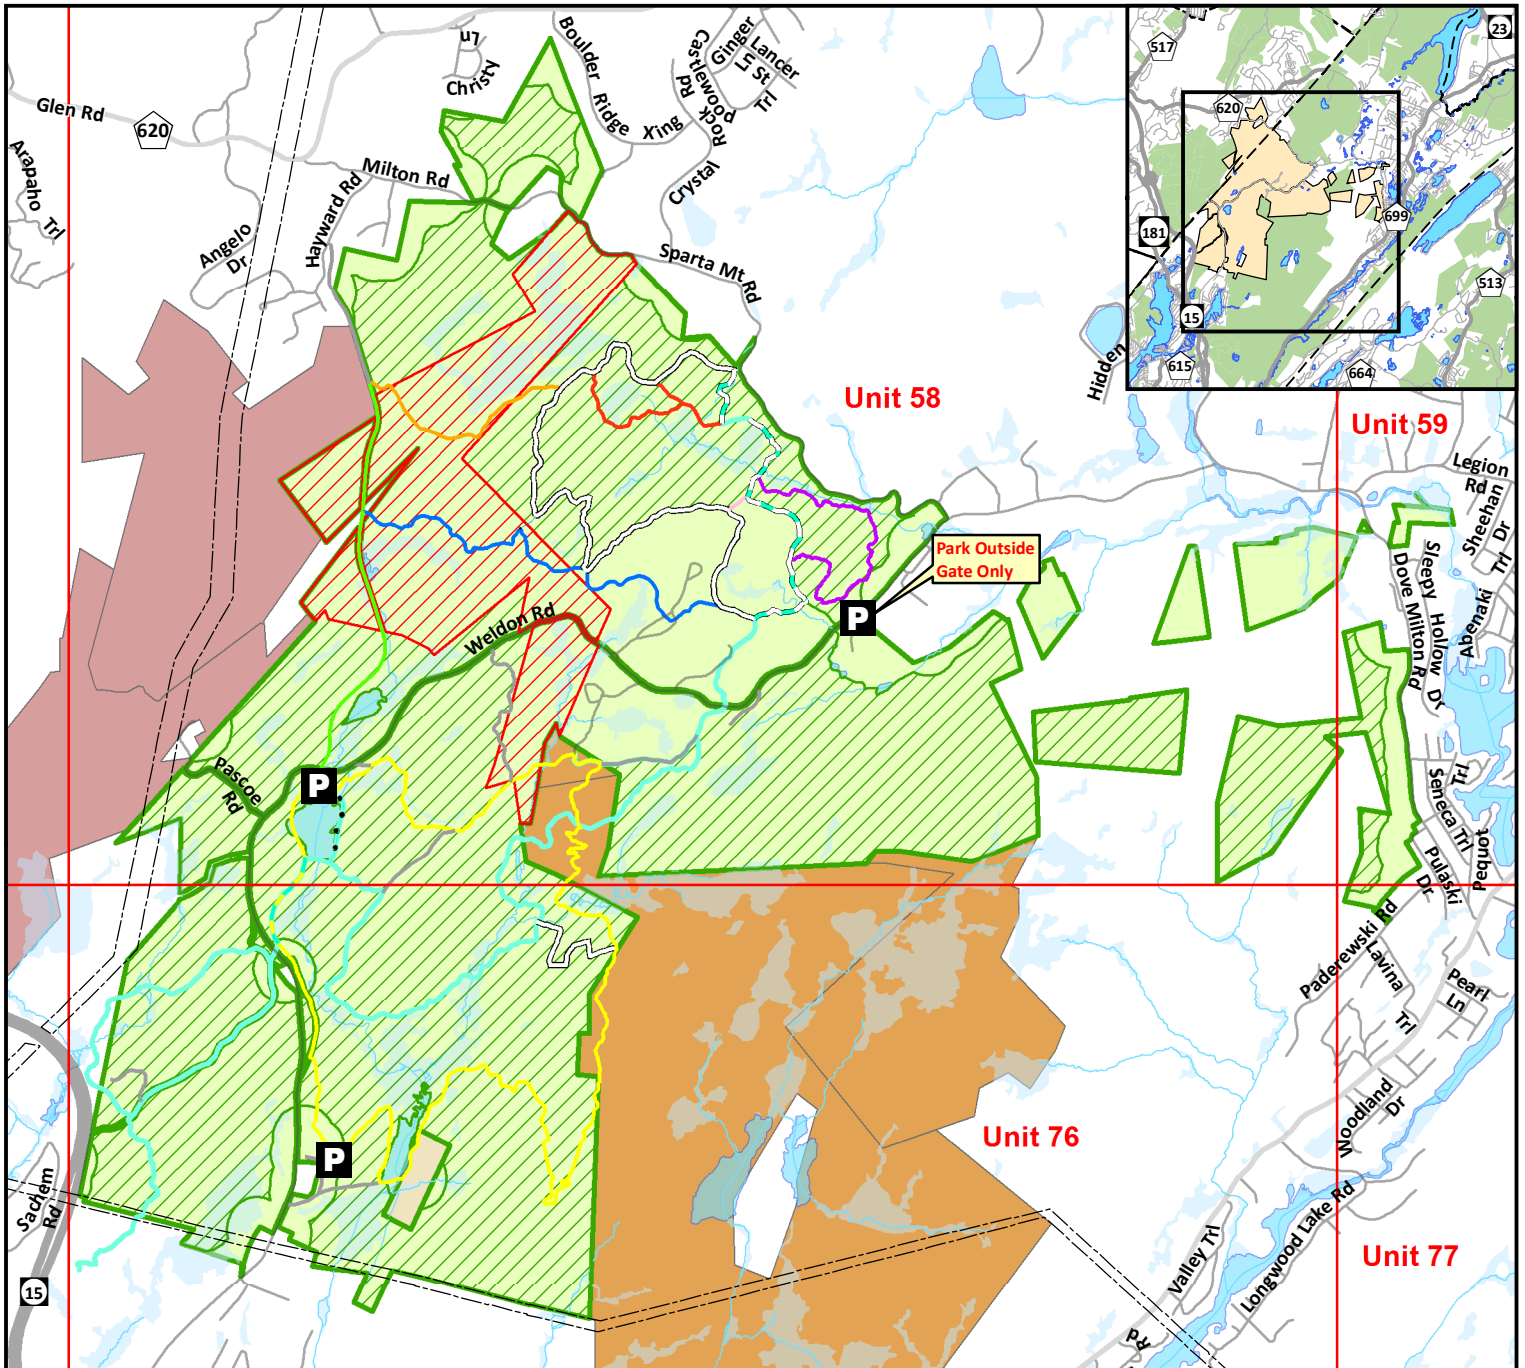 Ln
Christy
Boulder
Ridge
Xing
Castlewood
Rd
Ginger
Ln
Lancer
St
Trl
Rock
Crystal
Glen Rd
620
Arapaho
Trl
Milton Rd
Hayward Rd
Angelo
Dr
Sparta Mt Rd
Hidden
517
23
620
181
699
513
15
615
664
Unit 58
Unit 59
Legion
Rd
Sheehan
Dr
Trl
Sleepy Hollow Dr
Dove Milton Rd
Abenaki
Park Outside
Gate Only
P
Weldon Rd
P
Pascoe
Rd
Trl
Seneca Trl
Pequot
Pulaski
Dr
Paderewski Rd
Lavina
Trl
Pearl
Ln
Woodland
Dr
Unit 76
P
Sachem
Rd
15
Valley Trl
Longwood Lake Rd
Unit 77
Rd